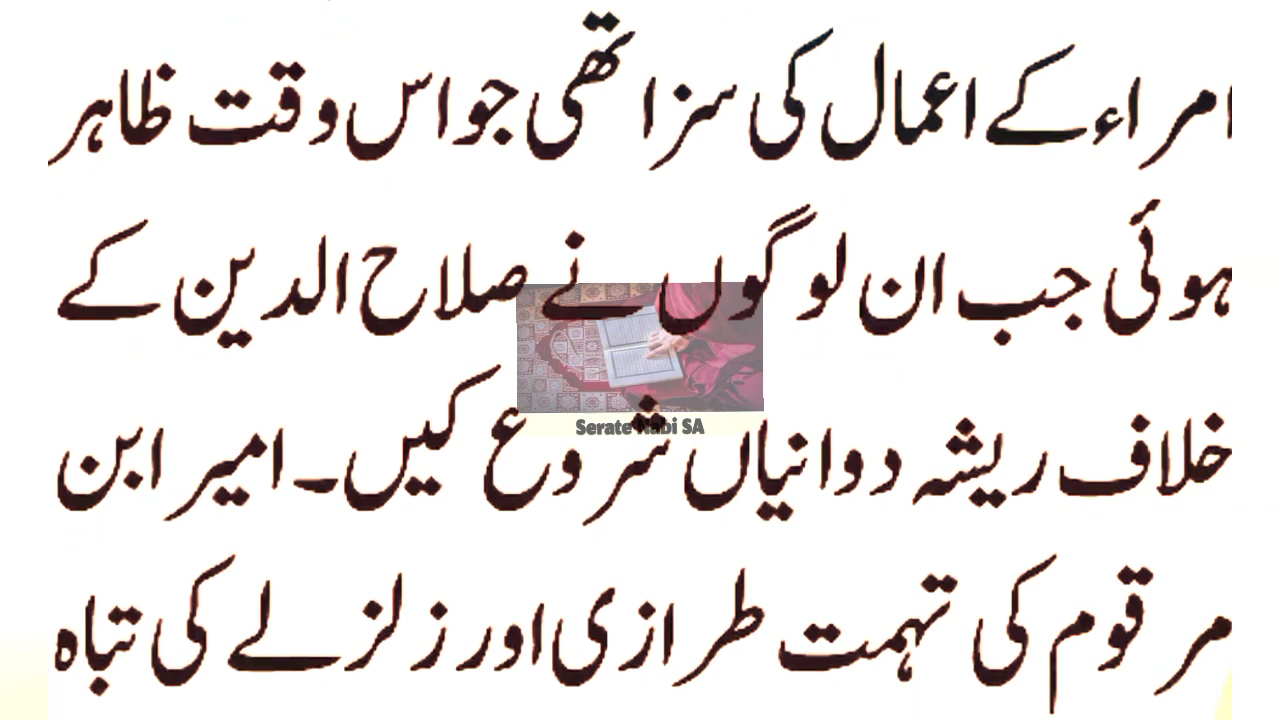 امراء کے اعمال کی سزا تھی جو اس وقت ظاہر
ہوئی جب ان لوگوں نے صلاح الدین کے
Serate Nabi SA
خلاف ریشہ دوانیاں شروع کیں۔ امیر ابن
مرقوم کی تہمت طرازی اور زلزلے کی تباہ